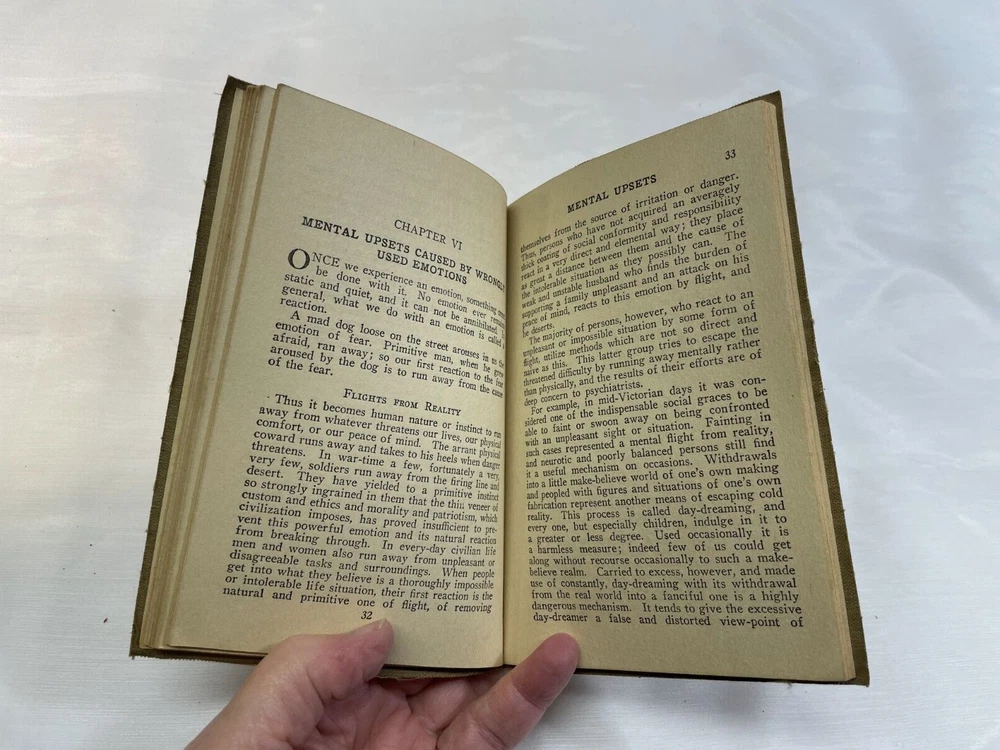 CHAPTER VI
MENTAL UPSETS CAUSED BY WRONGLY
USED EMOTIONS
ONCE we experience an emotion, something
be done with it. No emotion ever
static and quiet, and it can not be annihilated.
general, what we do with an emotion is called
reaction.
A mad dog loose on the street arouses in us the
emotion of fear. Primitive man, when he grew
afraid, ran away; so our first reaction to the fear
aroused by the dog is to run away from the cause
of the fear.
FLIGHTS FROM REALITY
Thus it becomes human nature or instinct to run
away from whatever threatens our lives, our physical
comfort, or our peace of mind. The arrant physical
coward runs away and takes to his heels when danger
threatens. In war-time a few, fortunately a very,
very few, soldiers run away from the firing line and
desert. They have yielded to a primitive instinct
so strongly ingrained in them that the thin veneer of
custom and ethics and morality and patriotism, which
civilization imposes, has proved insufficient to pre-
vent this powerful emotion and its natural reaction
from breaking through. In every-day civilian life
men and women also run away from unpleasant or
disagreeable tasks and surroundings. When people
get into what they believe is a thoroughly impossible
or intolerable life situation, their first reaction is the
natural and primitive one of flight, of removing
32
33
MENTAL UPSETS
themselves from the source of irritation or danger.
Thus, persons who have not acquired an averagely
thick coating of social conformity and responsibility
react in a very direct and elemental way; they place
as great a distance between them and the cause of
the intolerable situation as they possibly can. The
weak and unstable husband who finds the burden of
supporting a family unpleasant and an attack on his
peace of mind, reacts to this emotion by flight, and
he deserts.
The majority of persons, however, who react to an
unpleasant or impossible situation by some form of
flight, utilize methods which are not so direct and
naive as this. This latter group tries to escape the
threatened difficulty by running away mentally rather
than physically, and the results of their efforts are of
deep concern to psychiatrists.
For example, in mid-Victorian days it was con-
sidered one of the indispensable social graces to be
able to faint or swoon away on being confronted
with an unpleasant sight or situation. Fainting in
such cases represented a mental flight from reality,
and neurotic and poorly balanced persons still find
it a useful mechanism on occasions. Withdrawals
into a little make-believe world of one's own making
and peopled with figures and situations of one's own
fabrication represent another means of escaping cold
reality. This process is called day-dreaming, and
every one, but especially children, indulge in it to
a greater or less degree. Used occasionally it is
a harmless measure; indeed few of us could get
along without recourse occasionally to such a make-
believe realm. Carried to excess, however, and made
use of constantly, day-dreaming with its withdrawal
from the real world into a fanciful one is a highly
dangerous mechanism. It tends to give the excessive
day-dreamer a false and distorted view-point of